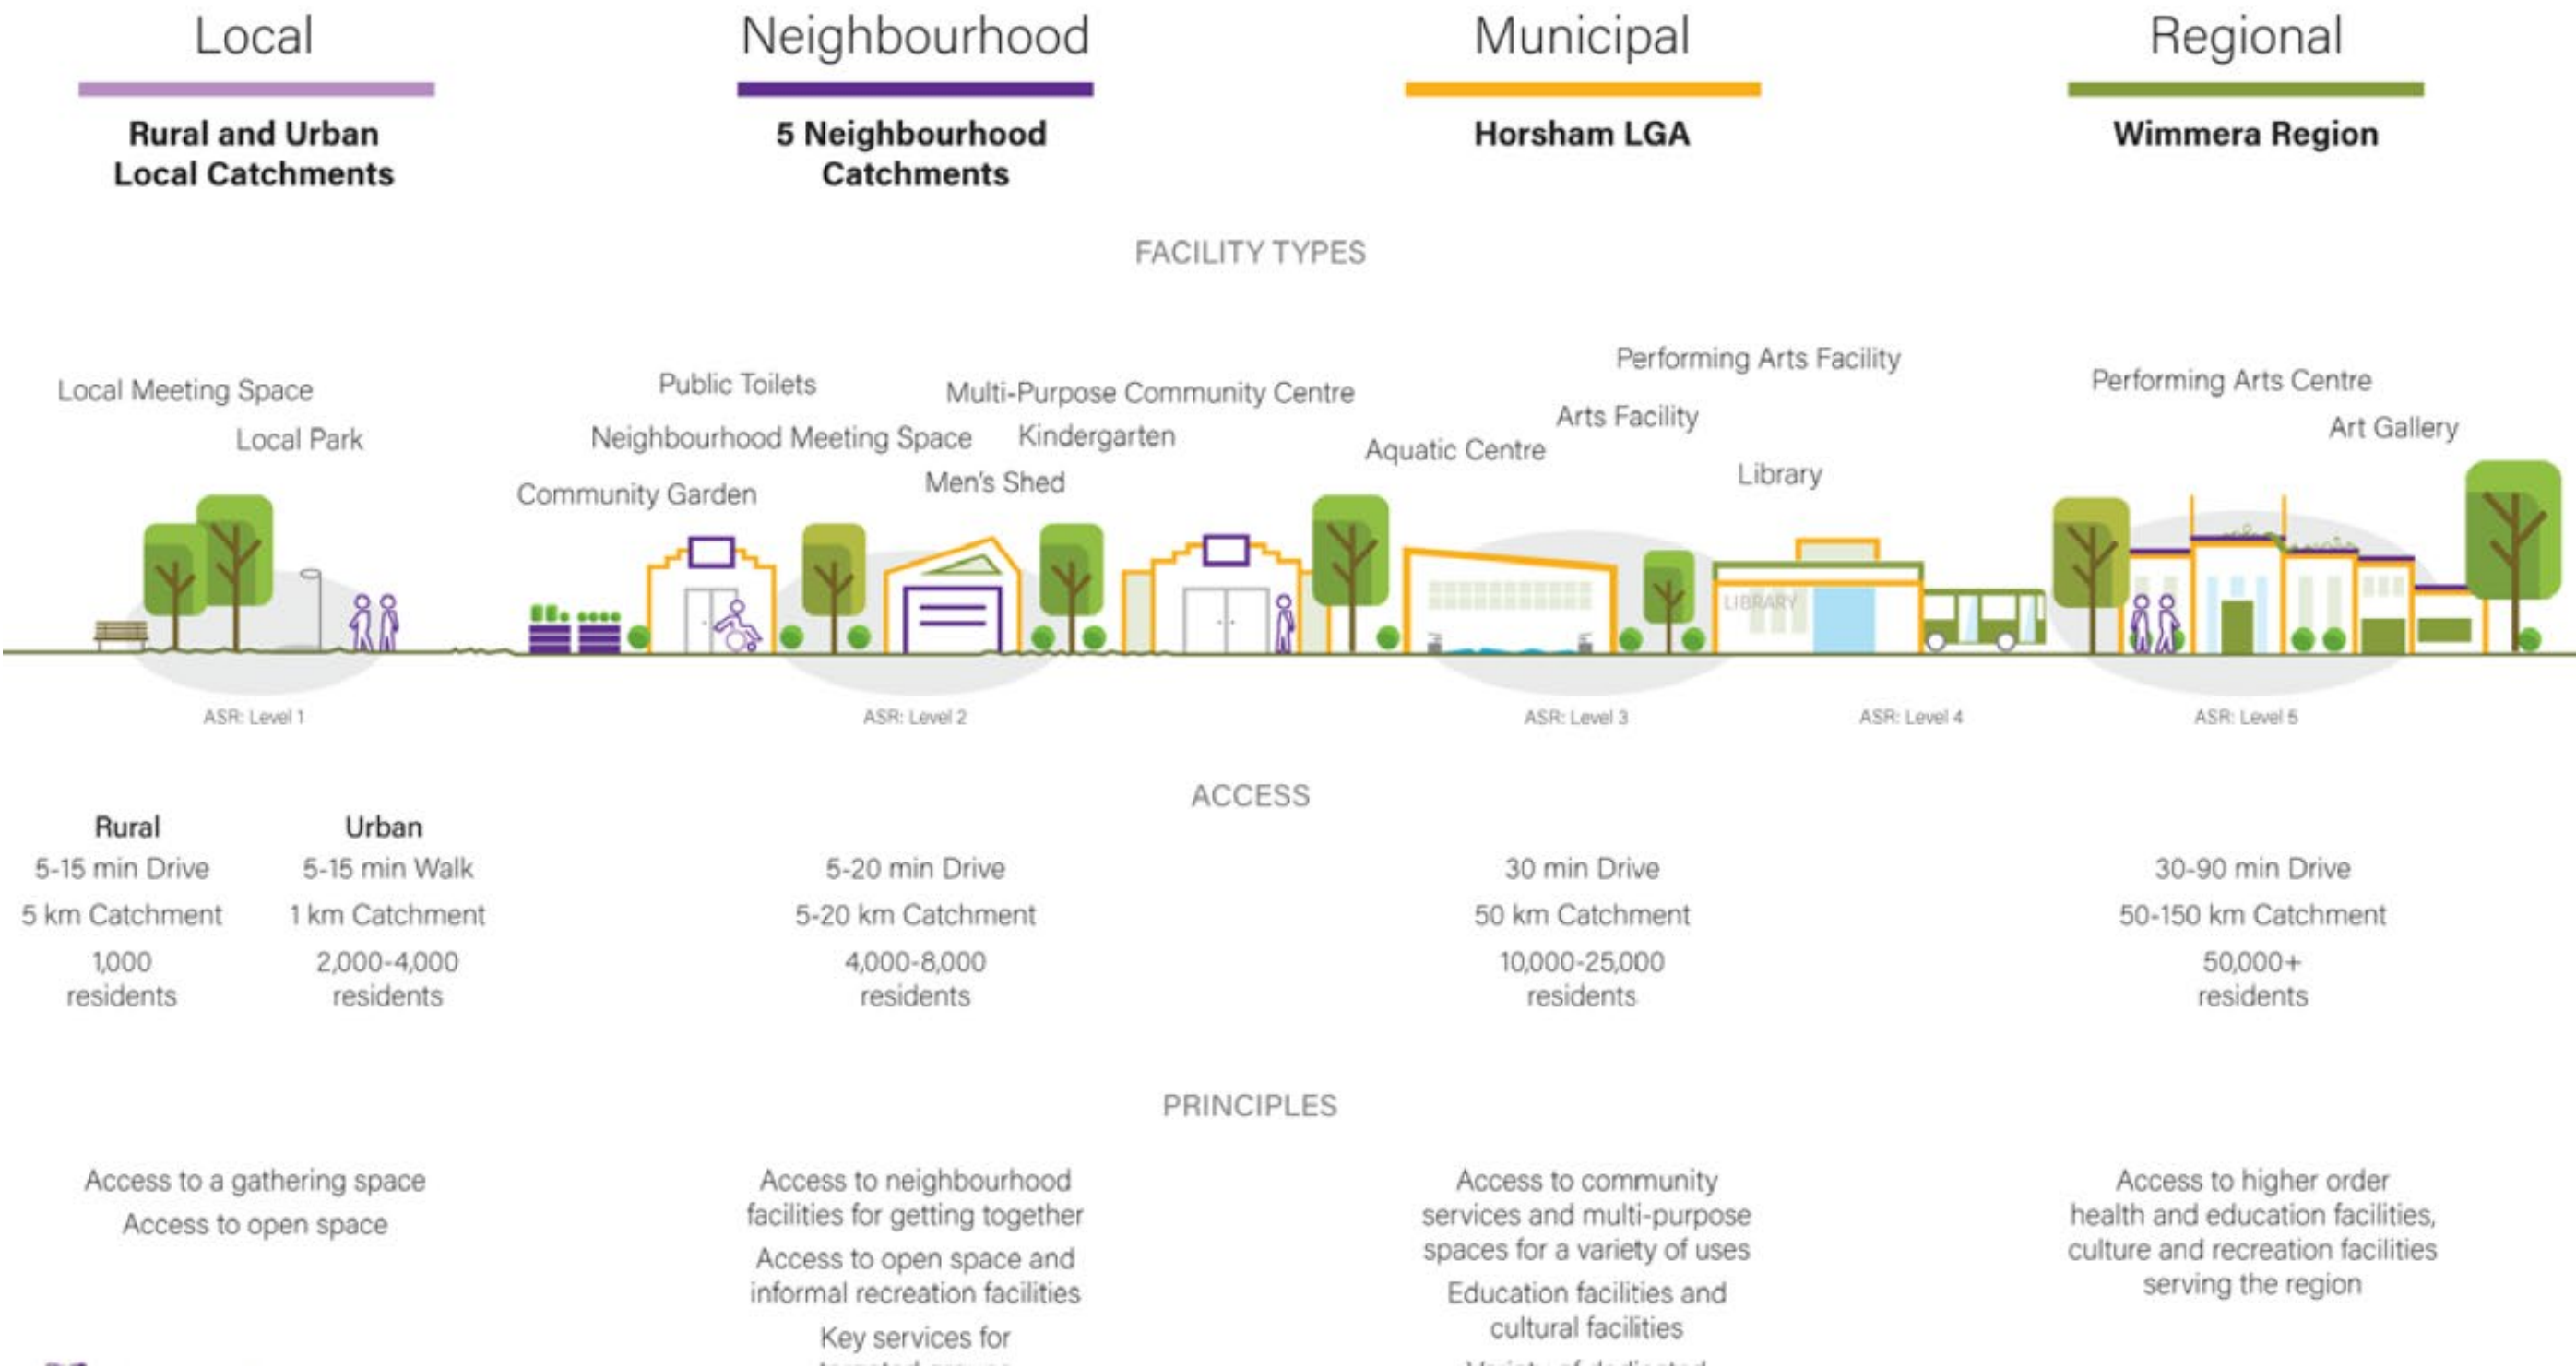 Local
Neighbourhood
Municipal
Regional
Rural and Urban
Local Catchments
5 Neighbourhood
Catchments
Horsham LGA
Wimmera Region
FACILITY TYPES
Local Meeting Space
Local Park
Public Toilets
Neighbourhood Meeting Space
Community Garden
Multi-Purpose Community Centre
Kindergarten
Men's Shed
Performing Arts Facility
Arts Facility
Aquatic Centre
Library
Performing Arts Centre
Art Gallery
LIBRARY
ASR: Level 1
ASR: Level 2
ASR: Level 3
ASR: Level 4
ASR: Level 5
ACCESS
Rural
5-15 min Drive
5 km Catchment
1,000
residents
Urban
5-15 min Walk
1 km Catchment
2,000-4,000
residents
5-20 min Drive
5-20 km Catchment
4,000-8,000
residents
30 min Drive
50 km Catchment
10,000-25,000
residents
30-90 min Drive
50-150 km Catchment
50,000+
residents
PRINCIPLES
Access to a gathering space
Access to open space
Access to neighbourhood
facilities for getting together
Access to open space and
informal recreation facilities
Key services for
Access to community
services and multi-purpose
spaces for a variety of uses
Education facilities and
cultural facilities
Access to higher order
health and education facilities,
culture and recreation facilities
serving the region